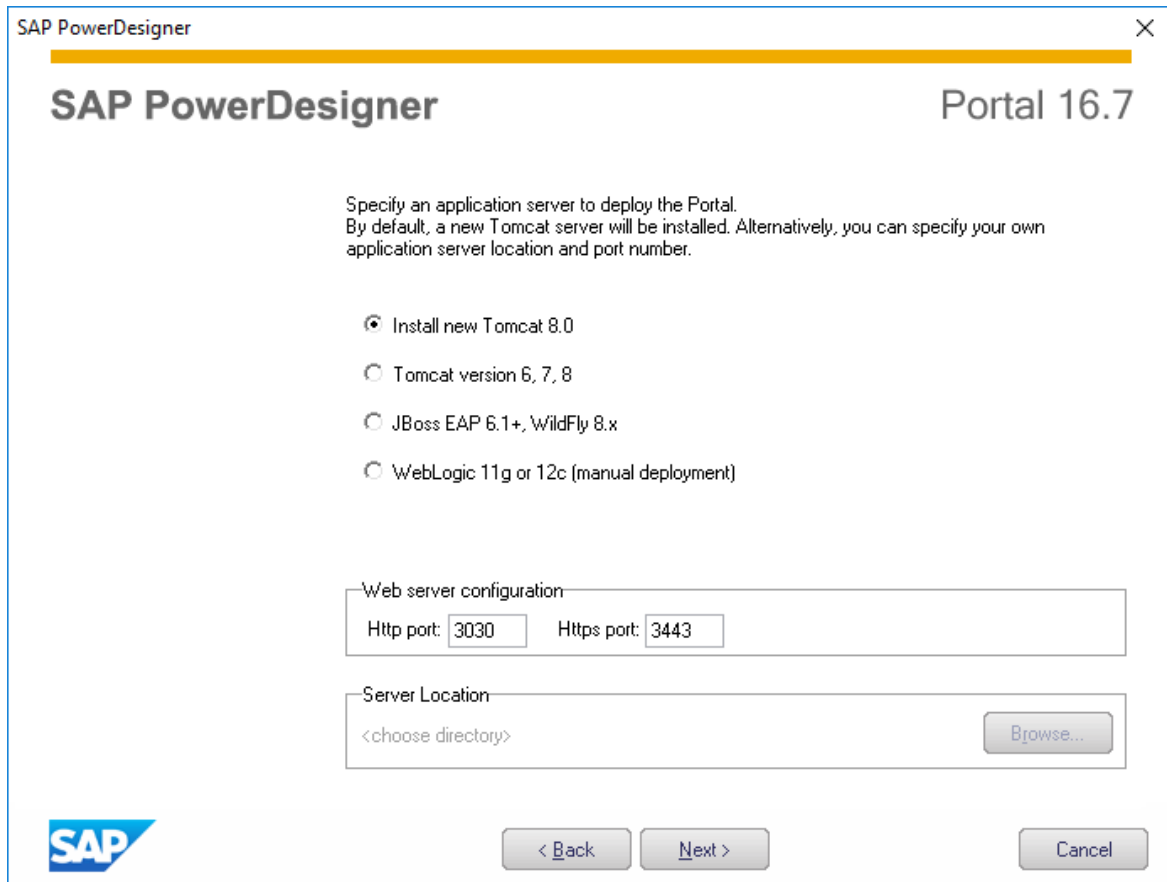 SAP PowerDesigner
SAP PowerDesigner
Portal 16.7
Specify an application server to deploy the Portal.
By default, a new Tomcat server will be installed. Alternatively, you can specify your own
application server location and port number.
Install new Tomcat 8.0
Tomcat version 6, 7, 8
JBoss EAP 6.1+, WildFly 8.x
WebLogic 11g or 12c (manual deployment)
Web server configuration
Http port: 3030 Https port: 3443
Server Location
<choose directory>
Browse...
SAP
< Back
Next >
Cancel